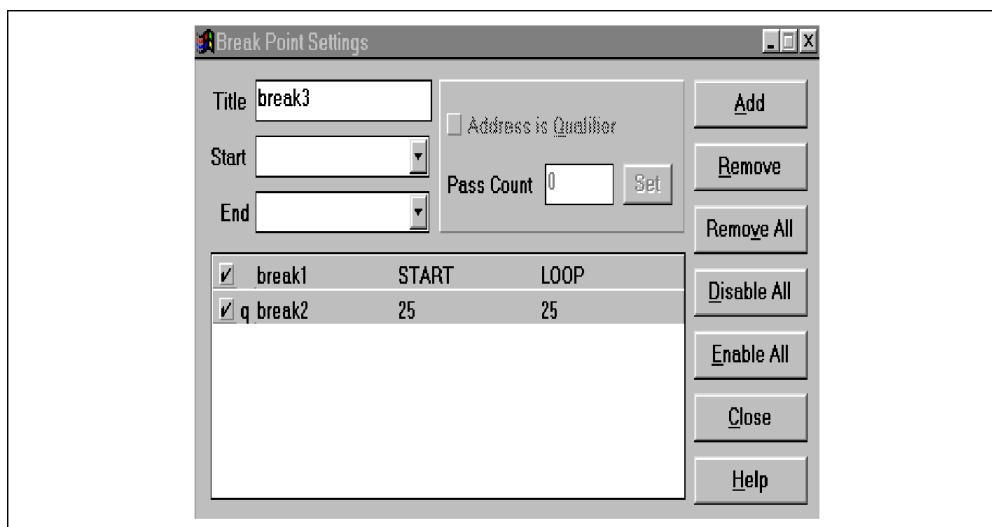 Break Point Settings
Title break3
Start
End
Address is Qualifier
Pass Count 0 Set
break1 START LOOP
q break2 25 25
Add
Remove
Remove All
Disable All
Enable All
Close
Help